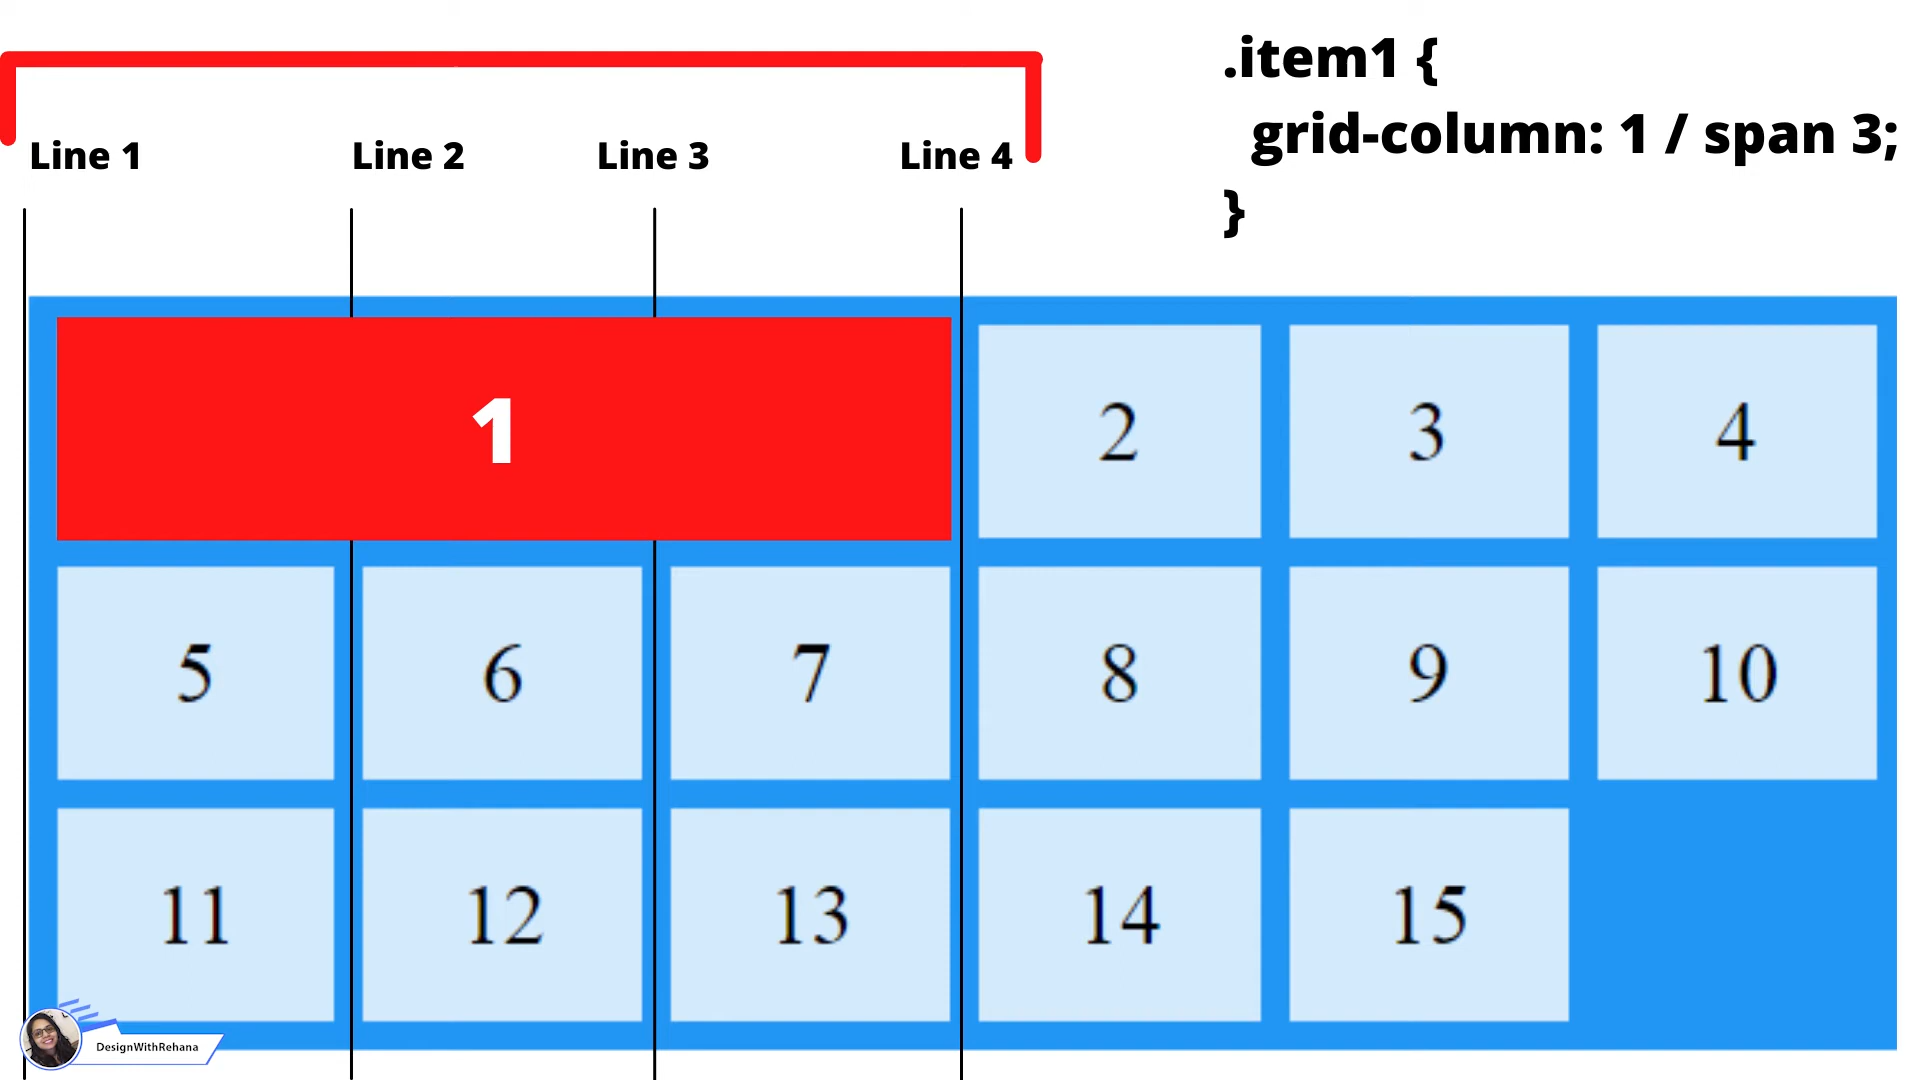 .item1 {
grid-column: 1 / span 3;
}
Line 1 Line 2 Line 3 Line 4
1 2 3 4
5 6 7 8 9 10
11 12 13 14 15
DesignWithRehana